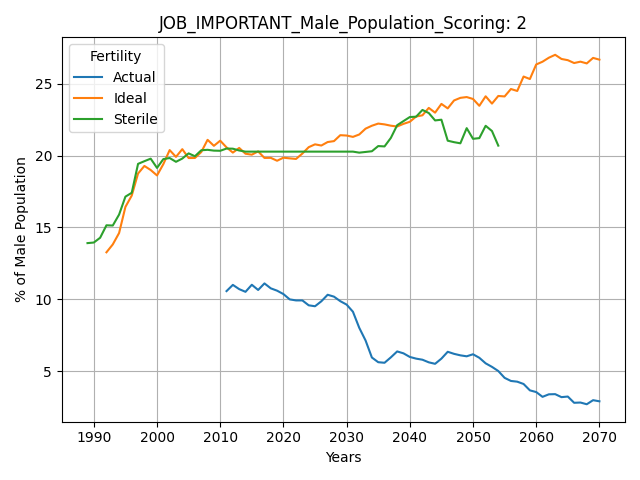 JOB_IMPORTANT_Male_Population_Scoring: 2
Fertility
Actual
Ideal
Sterile
% of Male Population
25
20
15
10
5
1990 2000 2010 2020 2030 2040 2050 2060 2070
Years